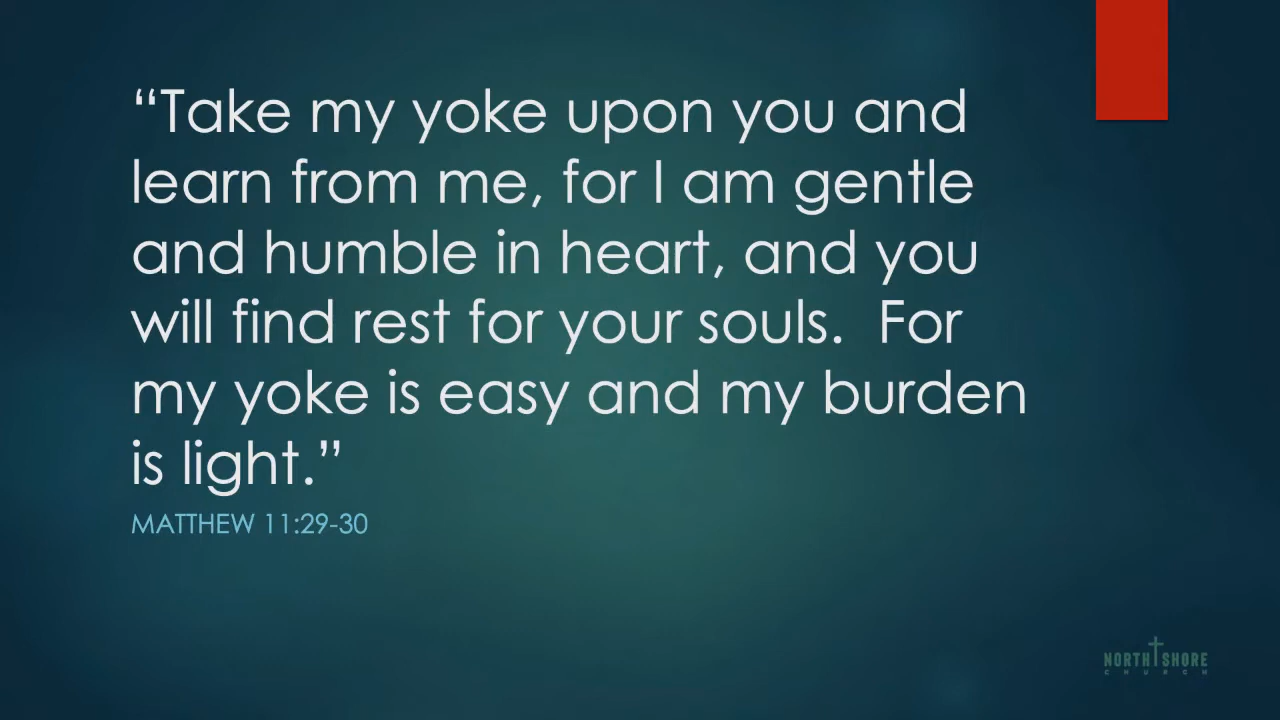 “Take my yoke upon you and
learn from me, for I am gentle
and humble in heart, and you
will find rest for your souls.  For
my yoke is easy and my burden
is light.”
MATTHEW 11:29-30
NORTH SHORE
CHURCH